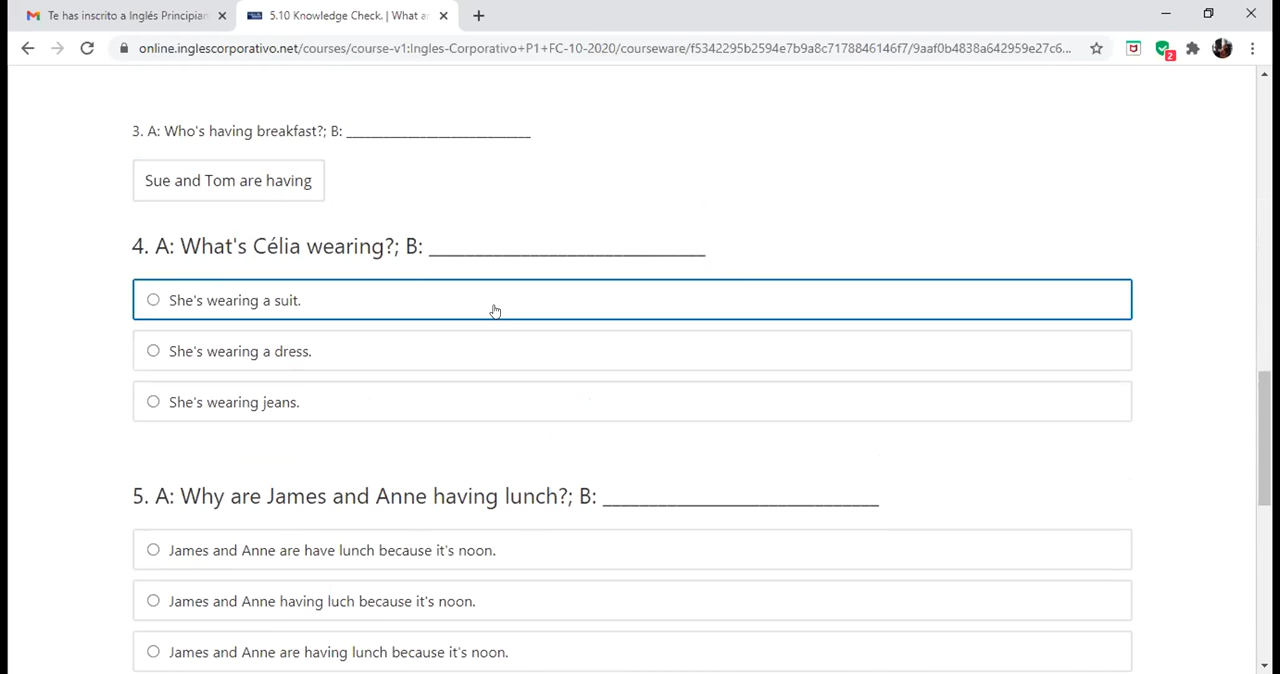 Te has inscrito a Inglés Principian
5.10 Knowledge Check. | What a
online.inglescorporativo.net/courses/course-v1:Ingles-Corporativo+P1+FC-10-2020/courseware/f5342295b2594e7b9a8c7178846146f7/9aaf0b4838a642959e27c6...
2
3. A: Who's having breakfast?; B: ___________________________
Sue and Tom are having
4. A: What's Célia wearing?; B: ___________________________
She's wearing a suit.
She's wearing a dress.
She's wearing jeans.
5. A: Why are James and Anne having lunch?; B: ___________________________
James and Anne are have lunch because it's noon.
James and Anne having luch because it's noon.
James and Anne are having lunch because it's noon.